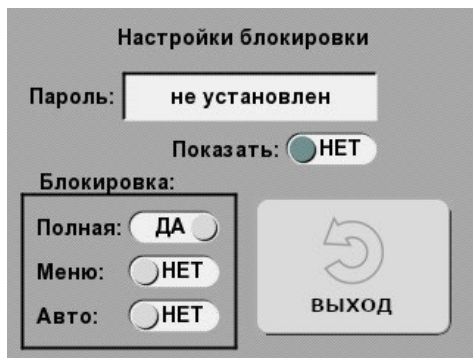 Настройки блокировки
Пароль: не установлен
Показать: НЕТ
Блокировка:
Полная: ДА
Меню: НЕТ
Авто: НЕТ
ВЫХОД